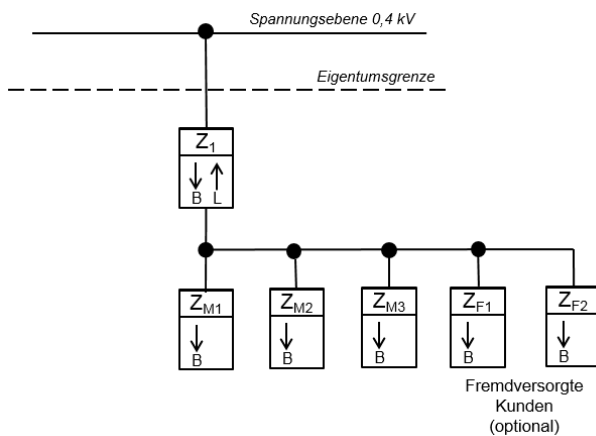 Spannungsebene 0,4 kV
Eigentumsgrenze
Z1
B L
ZM1 ZM2 ZM3 ZF1 ZF2
B B B B B
Fremdversorgte
Kunden
(optional)